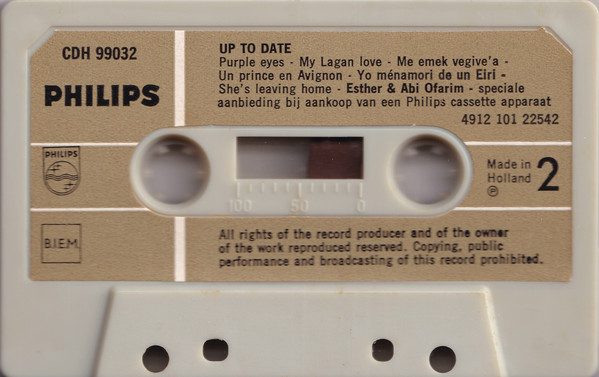 CDH 99032
PHILIPS
UP TO DATE
Purple eyes - My Lagan love - Me emek vegive'a -
Un prince en Avignon - Yo ménamori de un Eiri -
She's leaving home - Esther & Abi Ofarim - speciale
aanbieding bij aankoop van een Philips cassette apparaat
4912 101 22542
PHILIPS
Made in
Holland
℗
2
100 50 0
B.I.E.M.
All rights of the record producer and of the owner
of the work reproduced reserved. Copying, public
performance and broadcasting of this record prohibited.